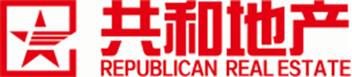 共和地产
REPUBLICAN REAL ESTATE